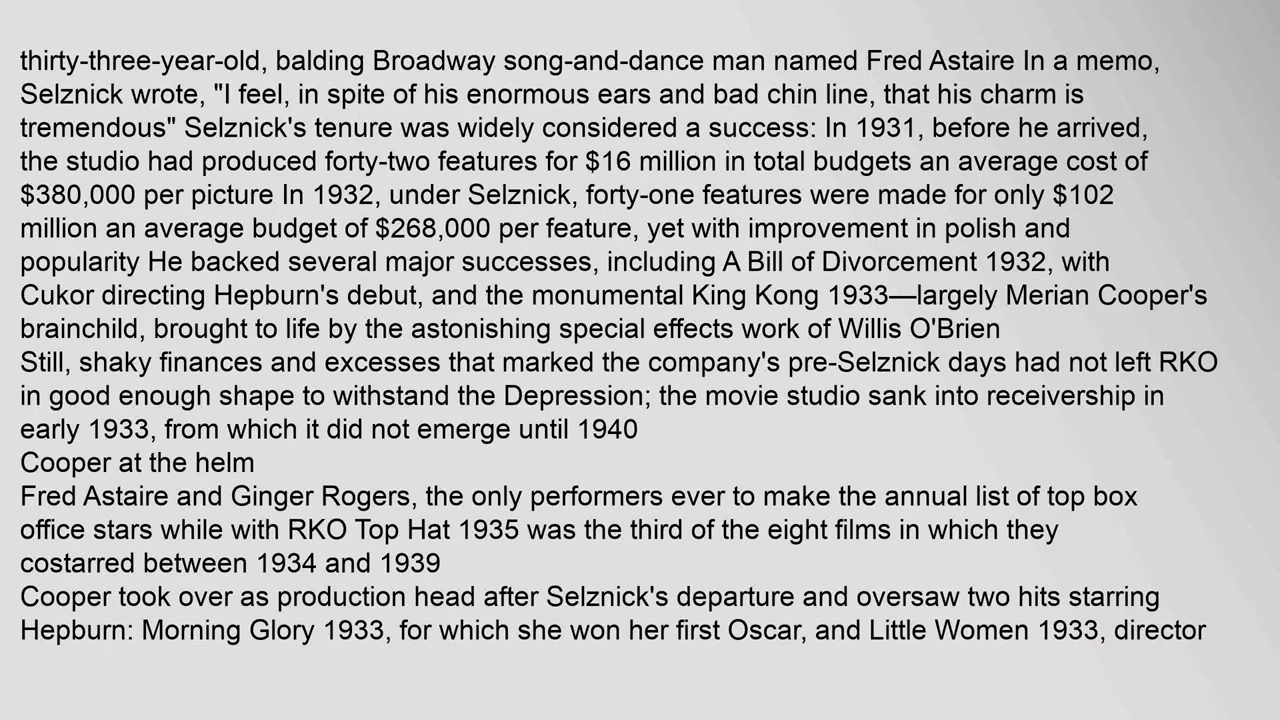 thirty-three-year-old, balding Broadway song-and-dance man named Fred Astaire In a memo,
Selznick wrote, "I feel, in spite of his enormous ears and bad chin line, that his charm is
tremendous" Selznick's tenure was widely considered a success: In 1931, before he arrived,
the studio had produced forty-two features for $16 million in total budgets an average cost of
$380,000 per picture In 1932, under Selznick, forty-one features were made for only $102
million an average budget of $268,000 per feature, yet with improvement in polish and
popularity He backed several major successes, including A Bill of Divorcement 1932, with
Cukor directing Hepburn's debut, and the monumental King Kong 1933—largely Merian Cooper's
brainchild, brought to life by the astonishing special effects work of Willis O'Brien
Still, shaky finances and excesses that marked the company's pre-Selznick days had not left RKO
in good enough shape to withstand the Depression; the movie studio sank into receivership in
early 1933, from which it did not emerge until 1940
Cooper at the helm
Fred Astaire and Ginger Rogers, the only performers ever to make the annual list of top box
office stars while with RKO Top Hat 1935 was the third of the eight films in which they
costarred between 1934 and 1939
Cooper took over as production head after Selznick's departure and oversaw two hits starring
Hepburn: Morning Glory 1933, for which she won her first Oscar, and Little Women 1933, director